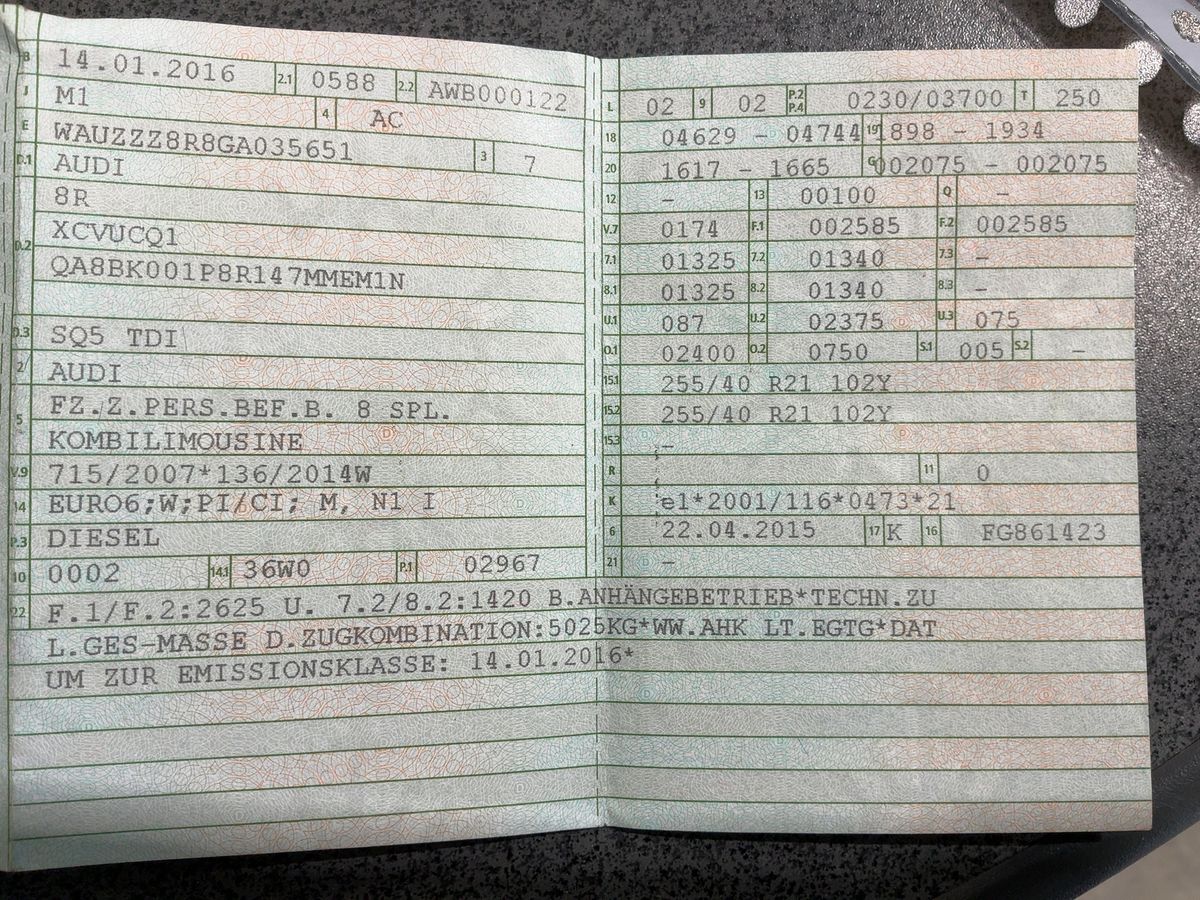 B 14.01.2016 2.1 0588 2.2 AWB000122
J M1 4 AC
E WAUZZZ8R8GA035651 3 7
D.1 AUDI
8R
D.2 XCVUCQ1
QA8BK001P8R147MMEM1N
D.3 SQ5 TDI
2 AUDI
5 FZ.Z.PERS.BEF.B. 8 SPL.
KOMBILIMOUSINE
V.9 715/2007*136/2014W
14 EURO6;W;PI/CI; M, N1 I
P.3 DIESEL
10 0002 14.1 36W0 P.1 02967
L 02 9 02 P.2 P.4 0230/03700 T 250
18 04629 - 04744 19 1898 - 1934
20 1617 - 1665 G 002075 - 002075
12 - 13 00100 Q -
V.7 0174 F.1 002585 F.2 002585
7.1 01325 7.2 01340 7.3 -
8.1 01325 8.2 01340 8.3 -
U.1 087 U.2 02375 U.3 075
O.1 02400 O.2 0750 S.1 005 S.2 -
15.1 255/40 R21 102Y
15.2 255/40 R21 102Y
15.3 -
R 11 0
K e1*2001/116*0473*21
6 22.04.2015 17 K 16 FG861423
21 -
22 F.1/F.2:2625 U. 7.2/8.2:1420 B.ANHÄNGEBETRIEB*TECHN.ZU
L.GES-MASSE D.ZUGKOMBINATION:5025KG*WW.AHK LT.EGTG*DAT
UM ZUR EMISSIONSKLASSE: 14.01.2016*